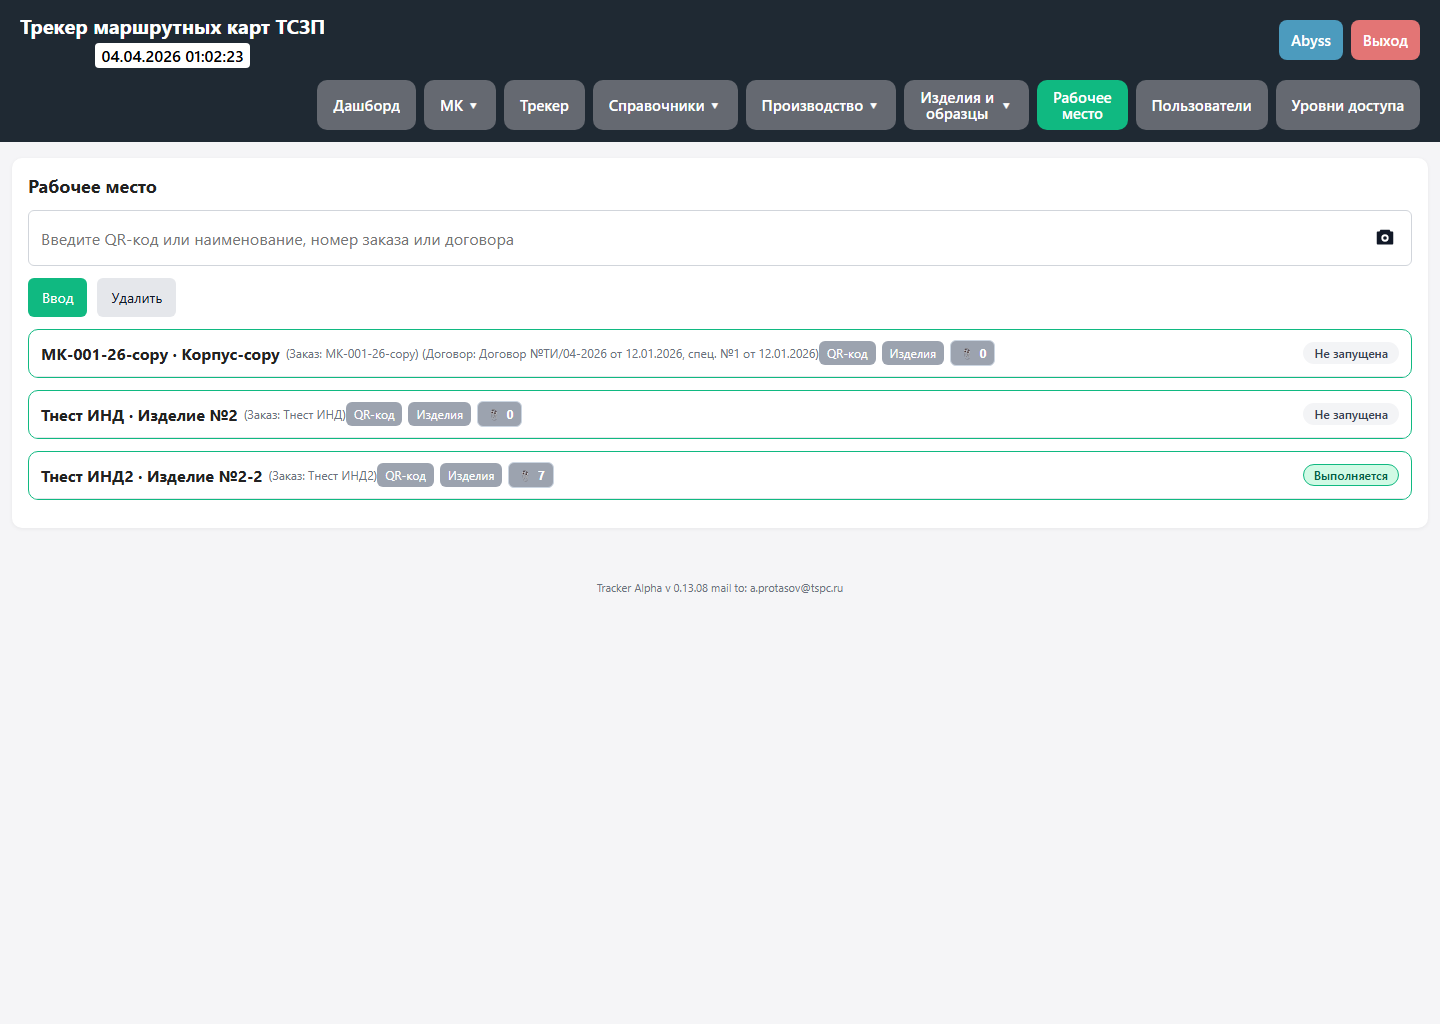 Трекер маршрутных карт ТСЗП
04.04.2026 01:02:23
Abyss
Выход
Дашборд
МК ▼
Трекер
Справочники ▼
Производство ▼
Изделия и образцы ▼
Рабочее место
Пользователи
Уровни доступа
Рабочее место
Введите QR-код или наименование, номер заказа или договора
Ввод
Удалить
МК-001-26-copy · Корпус-copy (Заказ: МК-001-26-copy) (Договор: Договор №ТИ/04-2026 от 12.01.2026, спец. №1 от 12.01.2026) QR-код Изделия 0 Не запущена
Тнест ИНД · Изделие №2 (Заказ: Тнест ИНД) QR-код Изделия 0 Не запущена
Тнест ИНД2 · Изделие №2-2 (Заказ: Тнест ИНД2) QR-код Изделия 7 Выполняется
Tracker Alpha v 0.13.08 mail to: a.protasov@tspc.ru